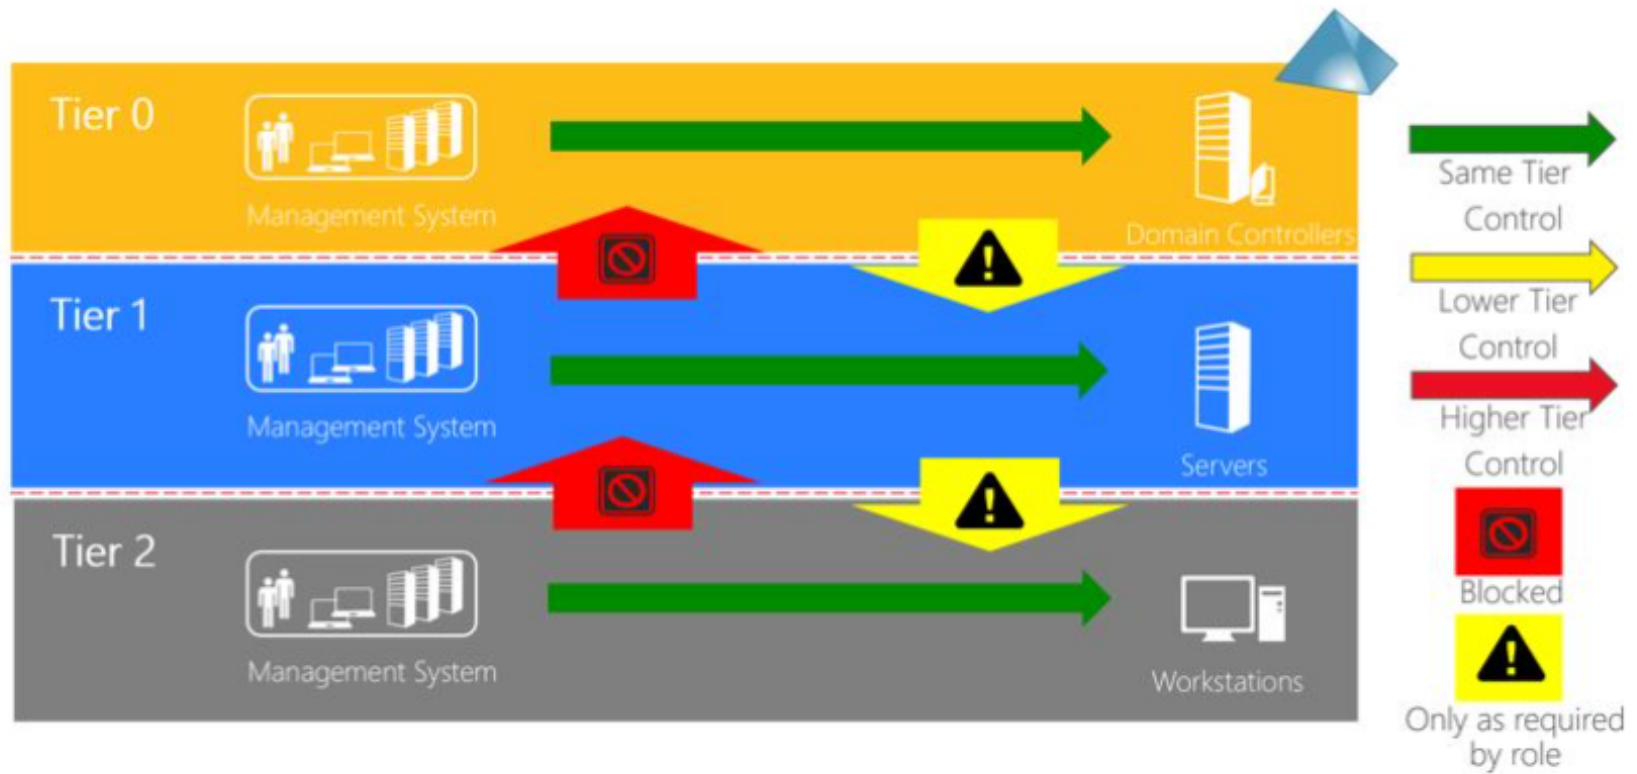 Tier 0
Management System
Domain Controllers
Tier 1
Management System
Servers
Tier 2
Management System
Workstations
Same Tier
Control
Lower Tier
Control
Higher Tier
Control
Blocked
Only as required
by role